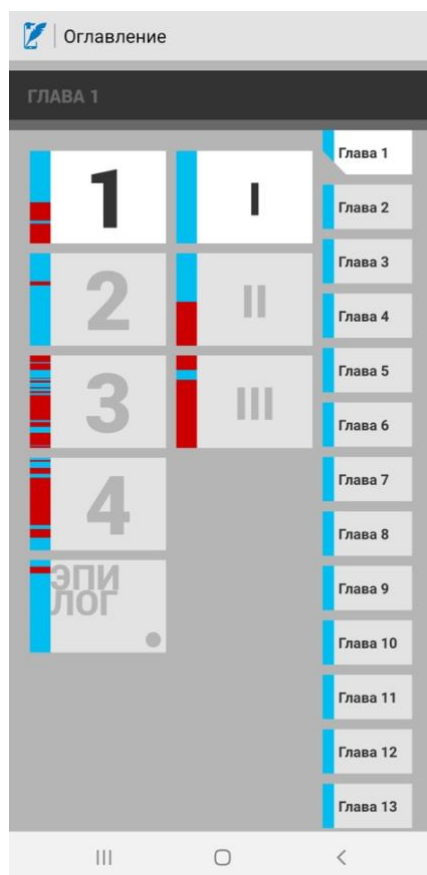 Оглавление
ГЛАВА 1
1
2
3
4
ЭПИ
ЛОГ
I
II
III
Глава 1
Глава 2
Глава 3
Глава 4
Глава 5
Глава 6
Глава 7
Глава 8
Глава 9
Глава 10
Глава 11
Глава 12
Глава 13